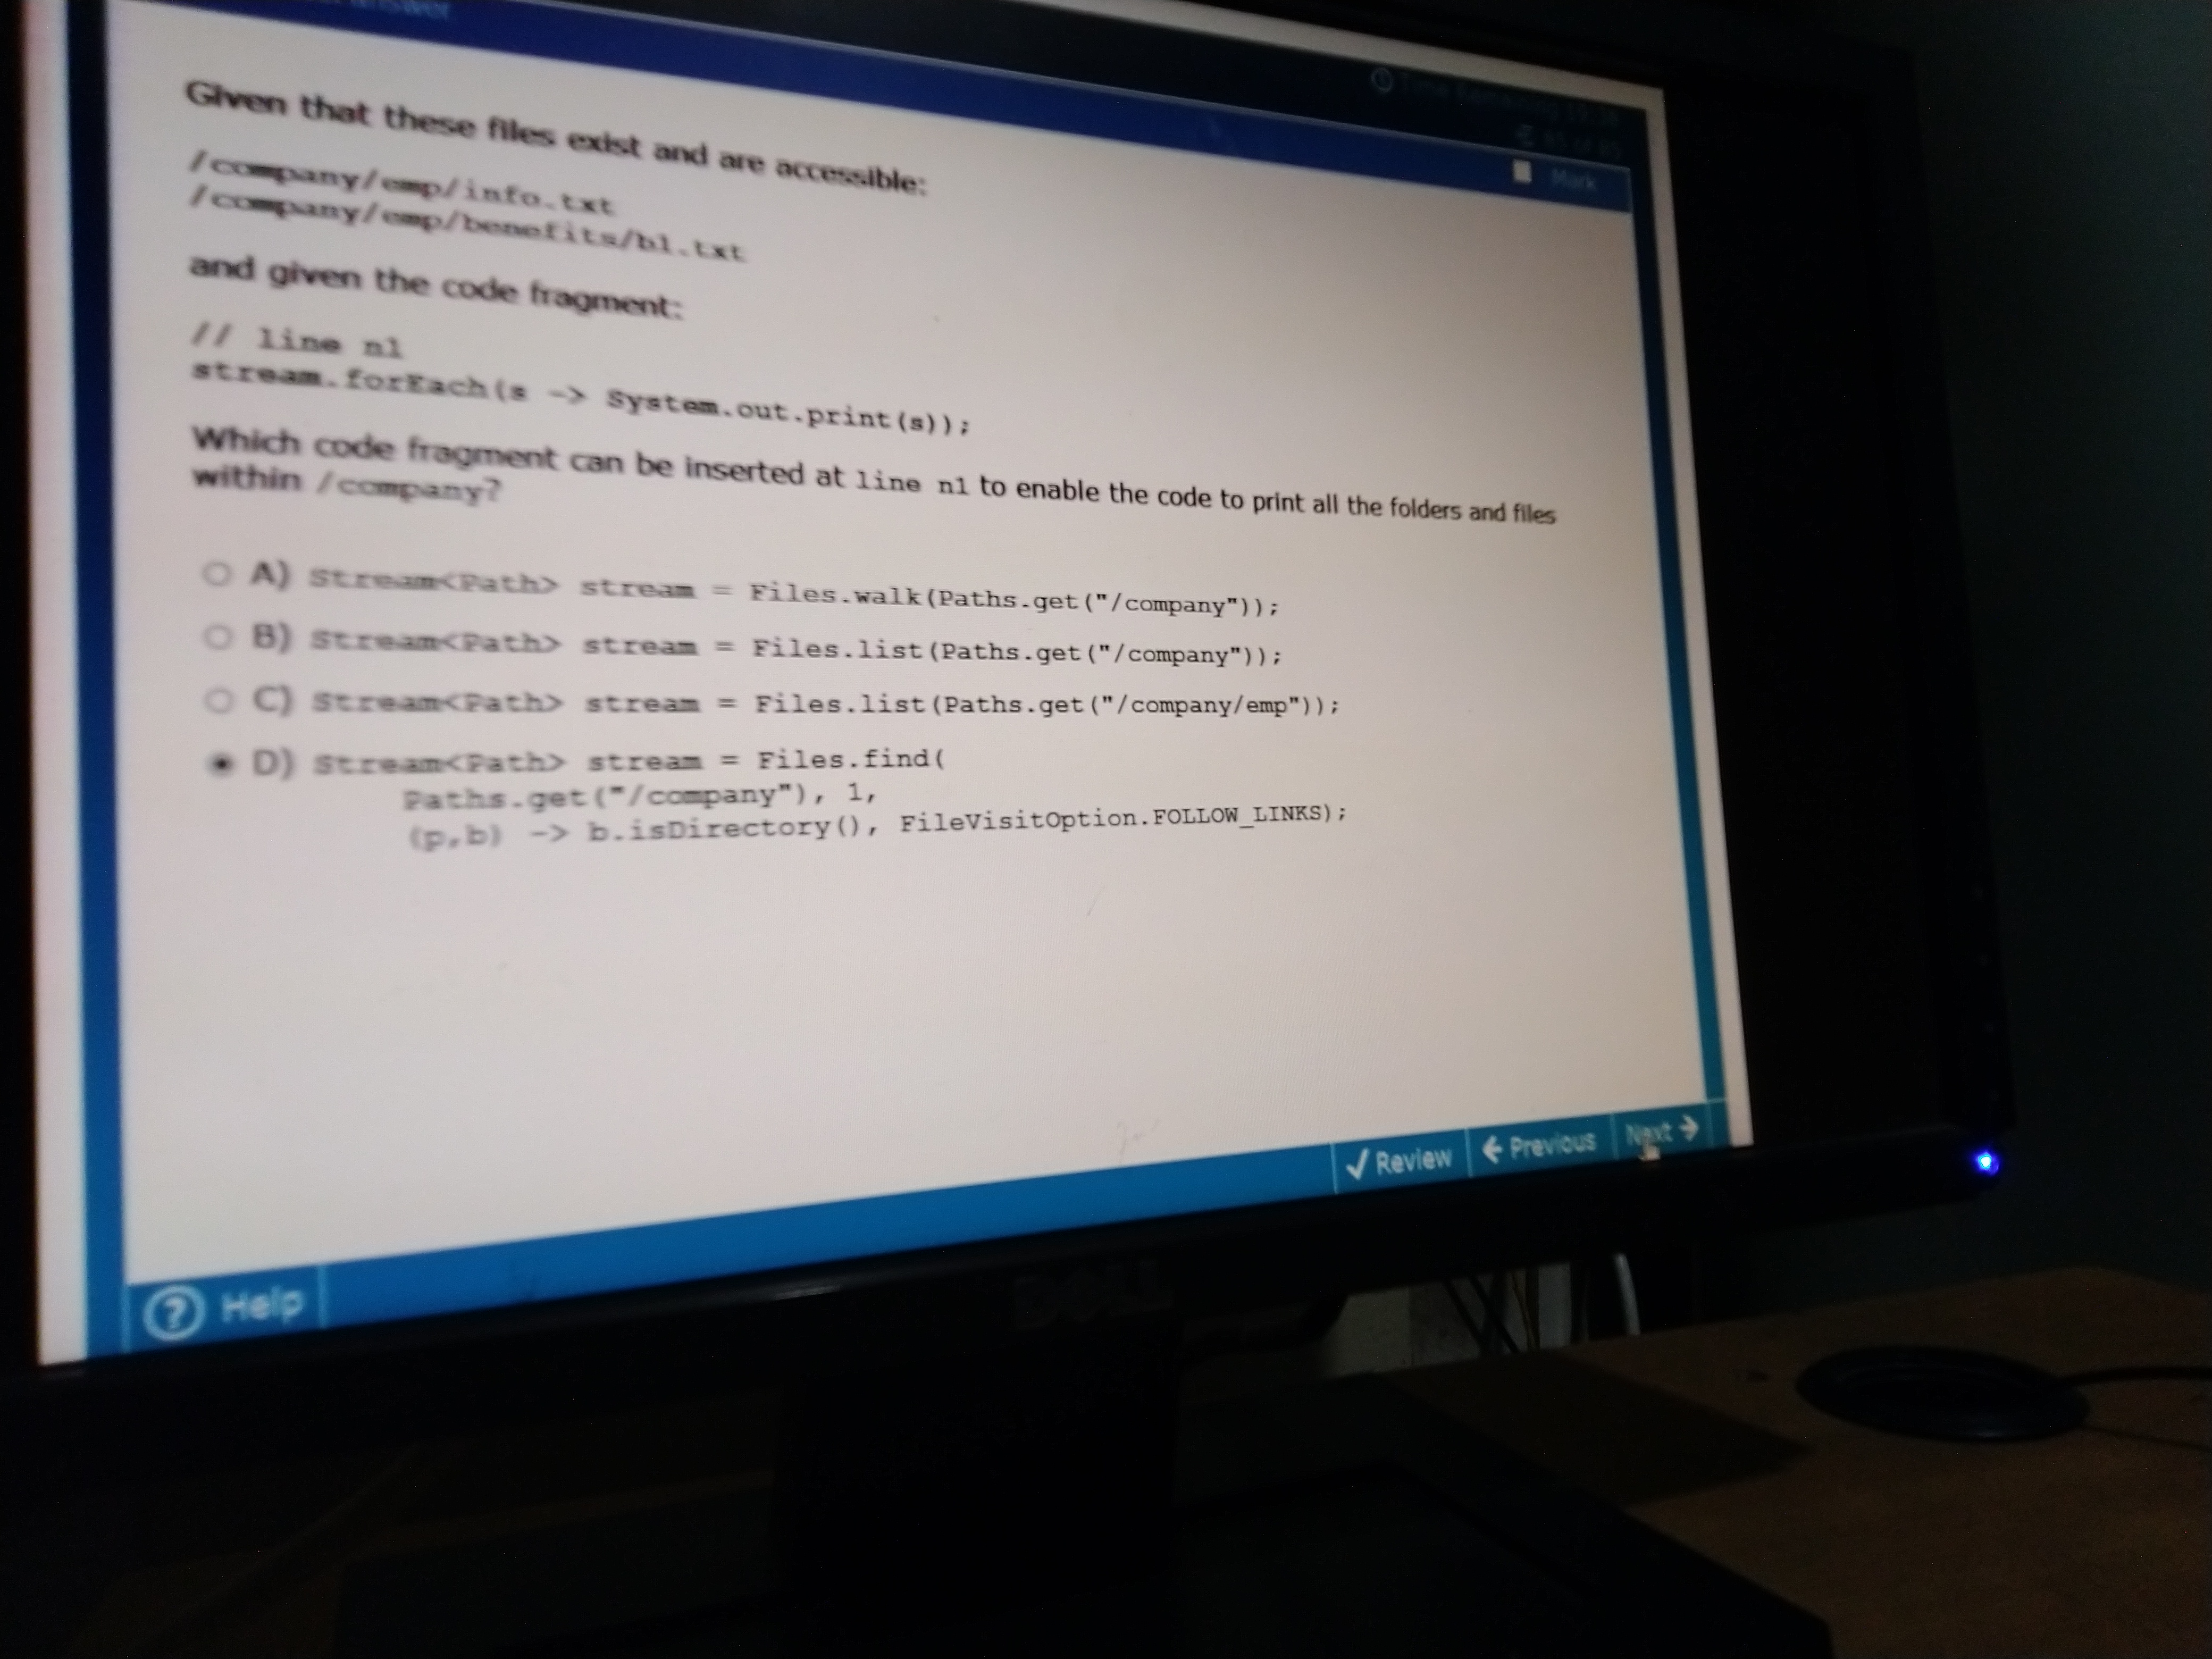 answer
Time Remaining
Mark
Given that these files exist and are accessible:
/company/emp/info.txt
/company/emp/benefits/b1.txt
and given the code fragment:
// line n1
stream.forEach(s -> System.out.print(s));
Which code fragment can be inserted at line n1 to enable the code to print all the folders and files
within /company?
A) Stream<Path> stream = Files.walk(Paths.get("/company"));
B) Stream<Path> stream = Files.list(Paths.get("/company"));
C) Stream<Path> stream = Files.list(Paths.get("/company/emp"));
D) Stream<Path> stream = Files.find(
Paths.get("/company"), 1,
(p,b) -> b.isDirectory(), FileVisitOption.FOLLOW_LINKS);
Review
Previous
Next
? Help
DELL